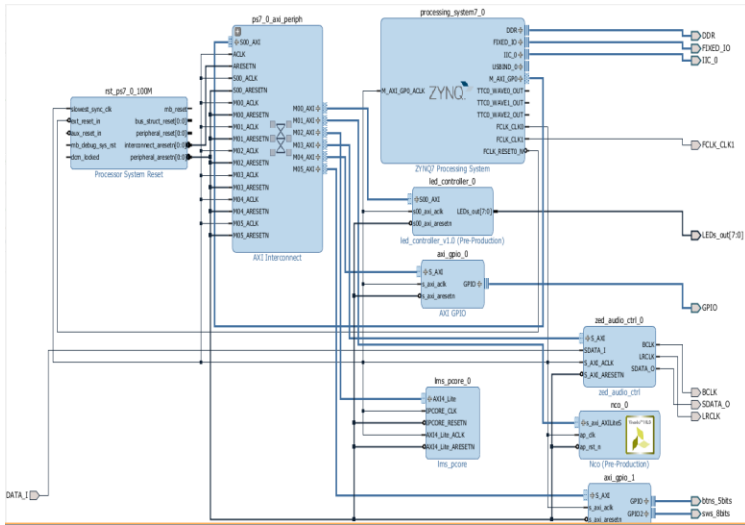 ps7_0_axi_periph
S00_AXI
ACLK
ARESETN
S00_ACLK
S00_ARESETN
M00_ACLK
M00_ARESETN
M01_ACLK
M01_ARESETN
M02_ACLK
M02_ARESETN
M03_ACLK
M03_ARESETN
M04_ACLK
M04_ARESETN
M05_ACLK
M05_ARESETN
M00_AXI
M01_AXI
M02_AXI
M03_AXI
M04_AXI
M05_AXI
AXI Interconnect
processing_system7_0
M_AXI_GP0_ACLK
ZYNQ
DDR
FIXED_IO
IIC_0
USBIND_0
M_AXI_GP0
TTC0_WAVE0_OUT
TTC0_WAVE1_OUT
TTC0_WAVE2_OUT
FCLK_CLK0
FCLK_CLK1
FCLK_RESET0_N
ZYNQ7 Processing System
DDR
FIXED_IO
IIC_0
FCLK_CLK1
rst_ps7_0_100M
slowest_sync_clk
ext_reset_in
aux_reset_in
mb_debug_sys_rst
dcm_locked
mb_reset
bus_struct_reset[0:0]
peripheral_reset[0:0]
interconnect_aresetn[0:0]
peripheral_aresetn[0:0]
Processor System Reset
led_controller_0
S00_AXI
s00_axi_aclk
s00_axi_aresetn
LEDs_out[7:0]
led_controller_v1.0 (Pre-Production)
LEDs_out[7:0]
axi_gpio_0
S_AXI
s_axi_aclk
s_axi_aresetn
GPIO
AXI GPIO
GPIO
zed_audio_ctrl_0
S_AXI
SDATA_I
S_AXI_ACLK
S_AXI_ARESETN
BCLK
LRCLK
SDATA_O
zed_audio_ctrl
BCLK
SDATA_O
LRCLK
lms_pcore_0
AXI4_Lite
IPCORE_CLK
IPCORE_RESETN
AXI4_Lite_ACLK
AXI4_Lite_ARESETN
lms_pcore
nco_0
s_axi_AXILiteS
ap_clk
ap_rst_n
Nco (Pre-Production)
DATA_I
axi_gpio_1
S_AXI
s_axi_aclk
s_axi_aresetn
GPIO
GPIO2
btns_5bits
sws_8bits